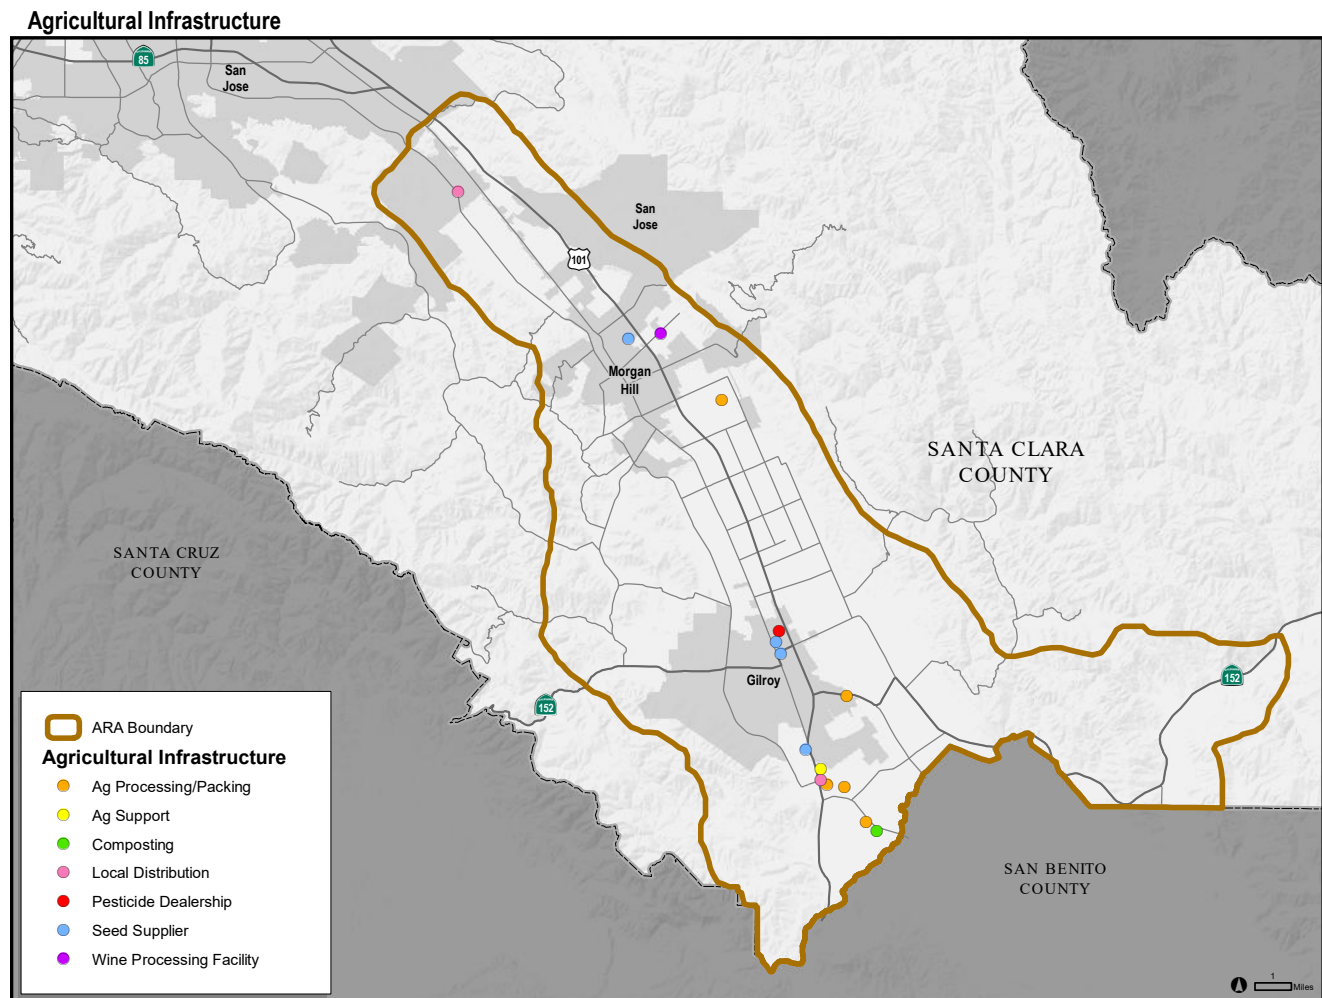 Agricultural Infrastructure
85
San
Jose
San
Jose
101
Morgan
Hill
SANTA CLARA
COUNTY
SANTA CRUZ
COUNTY
152
Gilroy
152
SAN BENITO
COUNTY
ARA Boundary
Agricultural Infrastructure
Ag Processing/Packing
Ag Support
Composting
Local Distribution
Pesticide Dealership
Seed Supplier
Wine Processing Facility
1
Miles